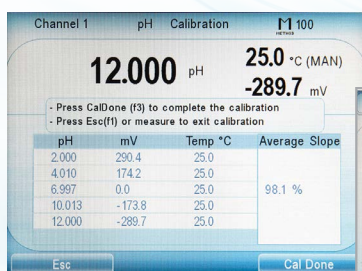 Channel 1 pH Calibration M 100
METHOD
12.000 pH 25.0 °C (MAN)
-289.7 mV
- Press CalDone (f3) to complete the calibration
- Press Esc(f1) or measure to exit calibration
pH mV Temp °C Average Slope
2.000 290.4 25.0
4.010 174.2 25.0
6.997 0.0 25.0 98.1 %
10.013 -173.8 25.0
12.000 -289.7 25.0
Esc Cal Done